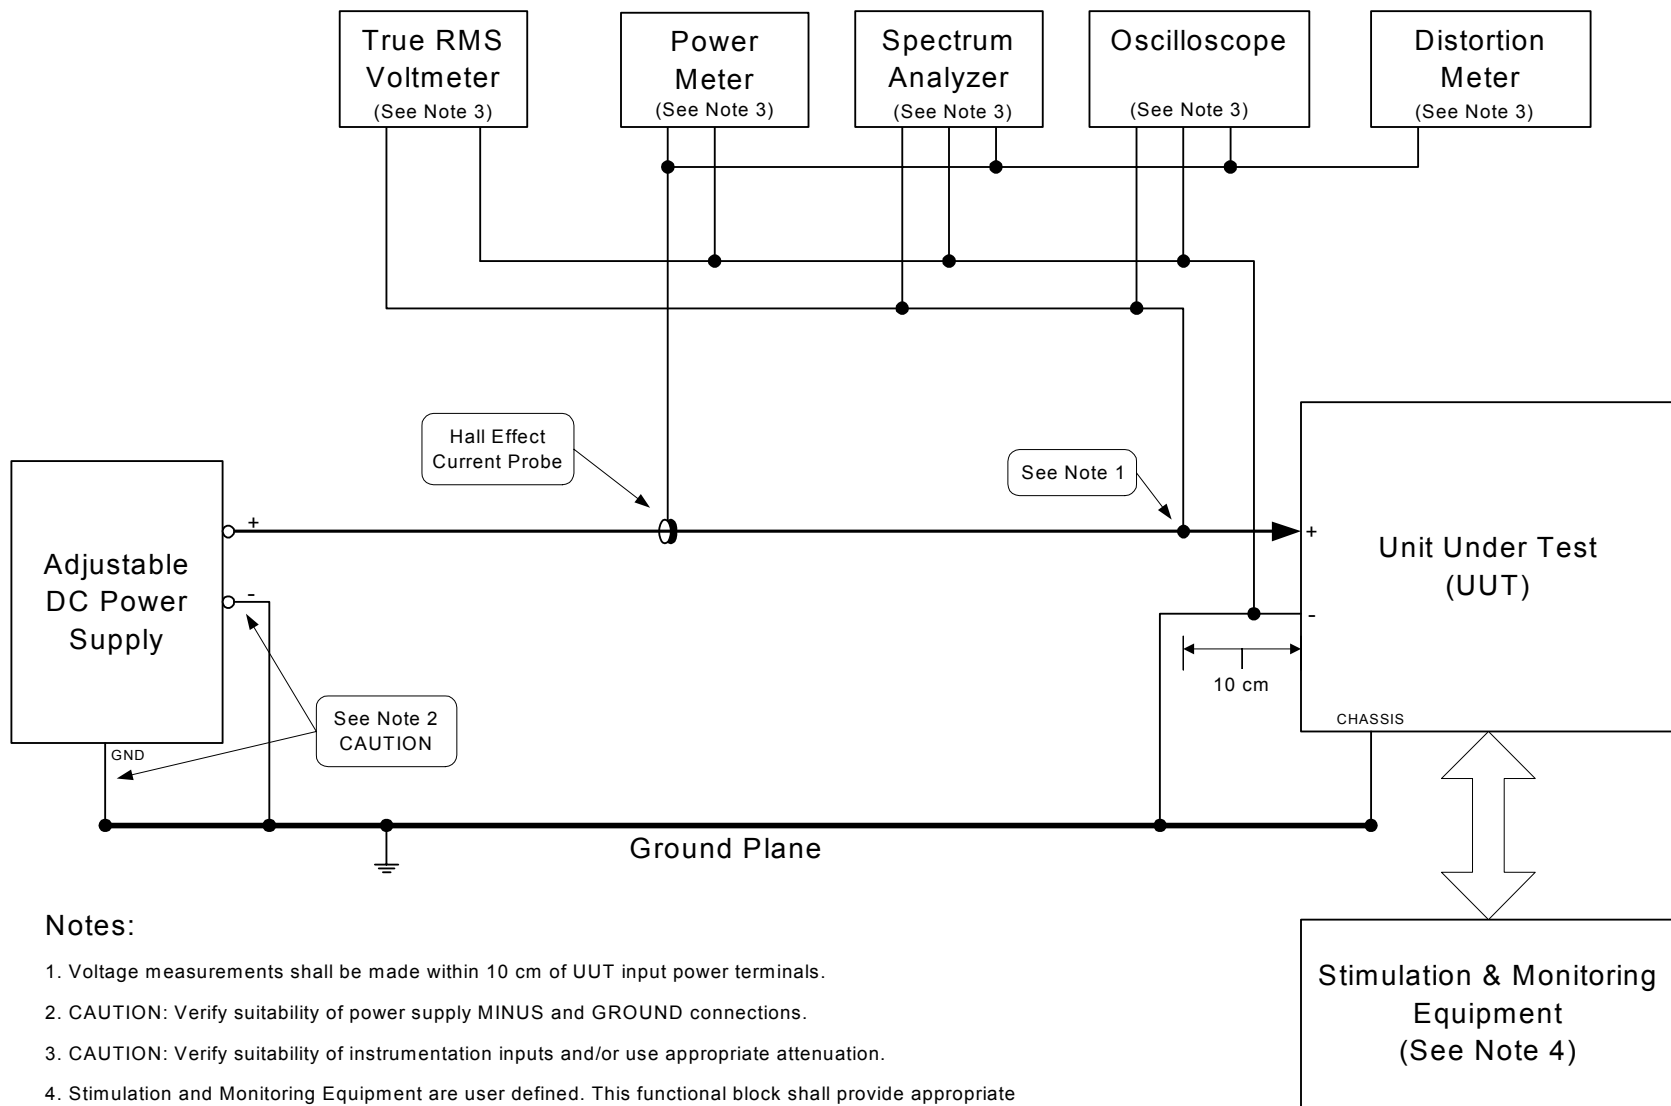 True RMS
Voltmeter
(See Note 3)
Power
Meter
(See Note 3)
Spectrum
Analyzer
(See Note 3)
Oscilloscope
(See Note 3)
Distortion
Meter
(See Note 3)
Hall Effect
Current Probe
See Note 1
Adjustable
DC Power
Supply
+
-
GND
See Note 2
CAUTION
Unit Under Test
(UUT)
+
-
10 cm
CHASSIS
Ground Plane
Stimulation & Monitoring
Equipment
(See Note 4)
Notes:
1. Voltage measurements shall be made within 10 cm of UUT input power terminals.
2. CAUTION: Verify suitability of power supply MINUS and GROUND connections.
3. CAUTION: Verify suitability of instrumentation inputs and/or use appropriate attenuation.
4. Stimulation and Monitoring Equipment are user defined. This functional block shall provide appropriate